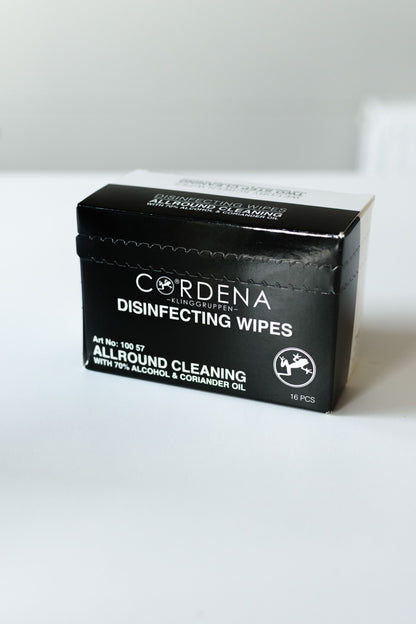 DISINFECTING WIPES
ALLROUND CLEANING
WITH 70% ALCOHOL & CORIANDER OIL
CORDENA
-KLINGGRUPPEN-
DISINFECTING WIPES
Art No: 100 57
ALLROUND CLEANING
WITH 70% ALCOHOL & CORIANDER OIL
16 PCS